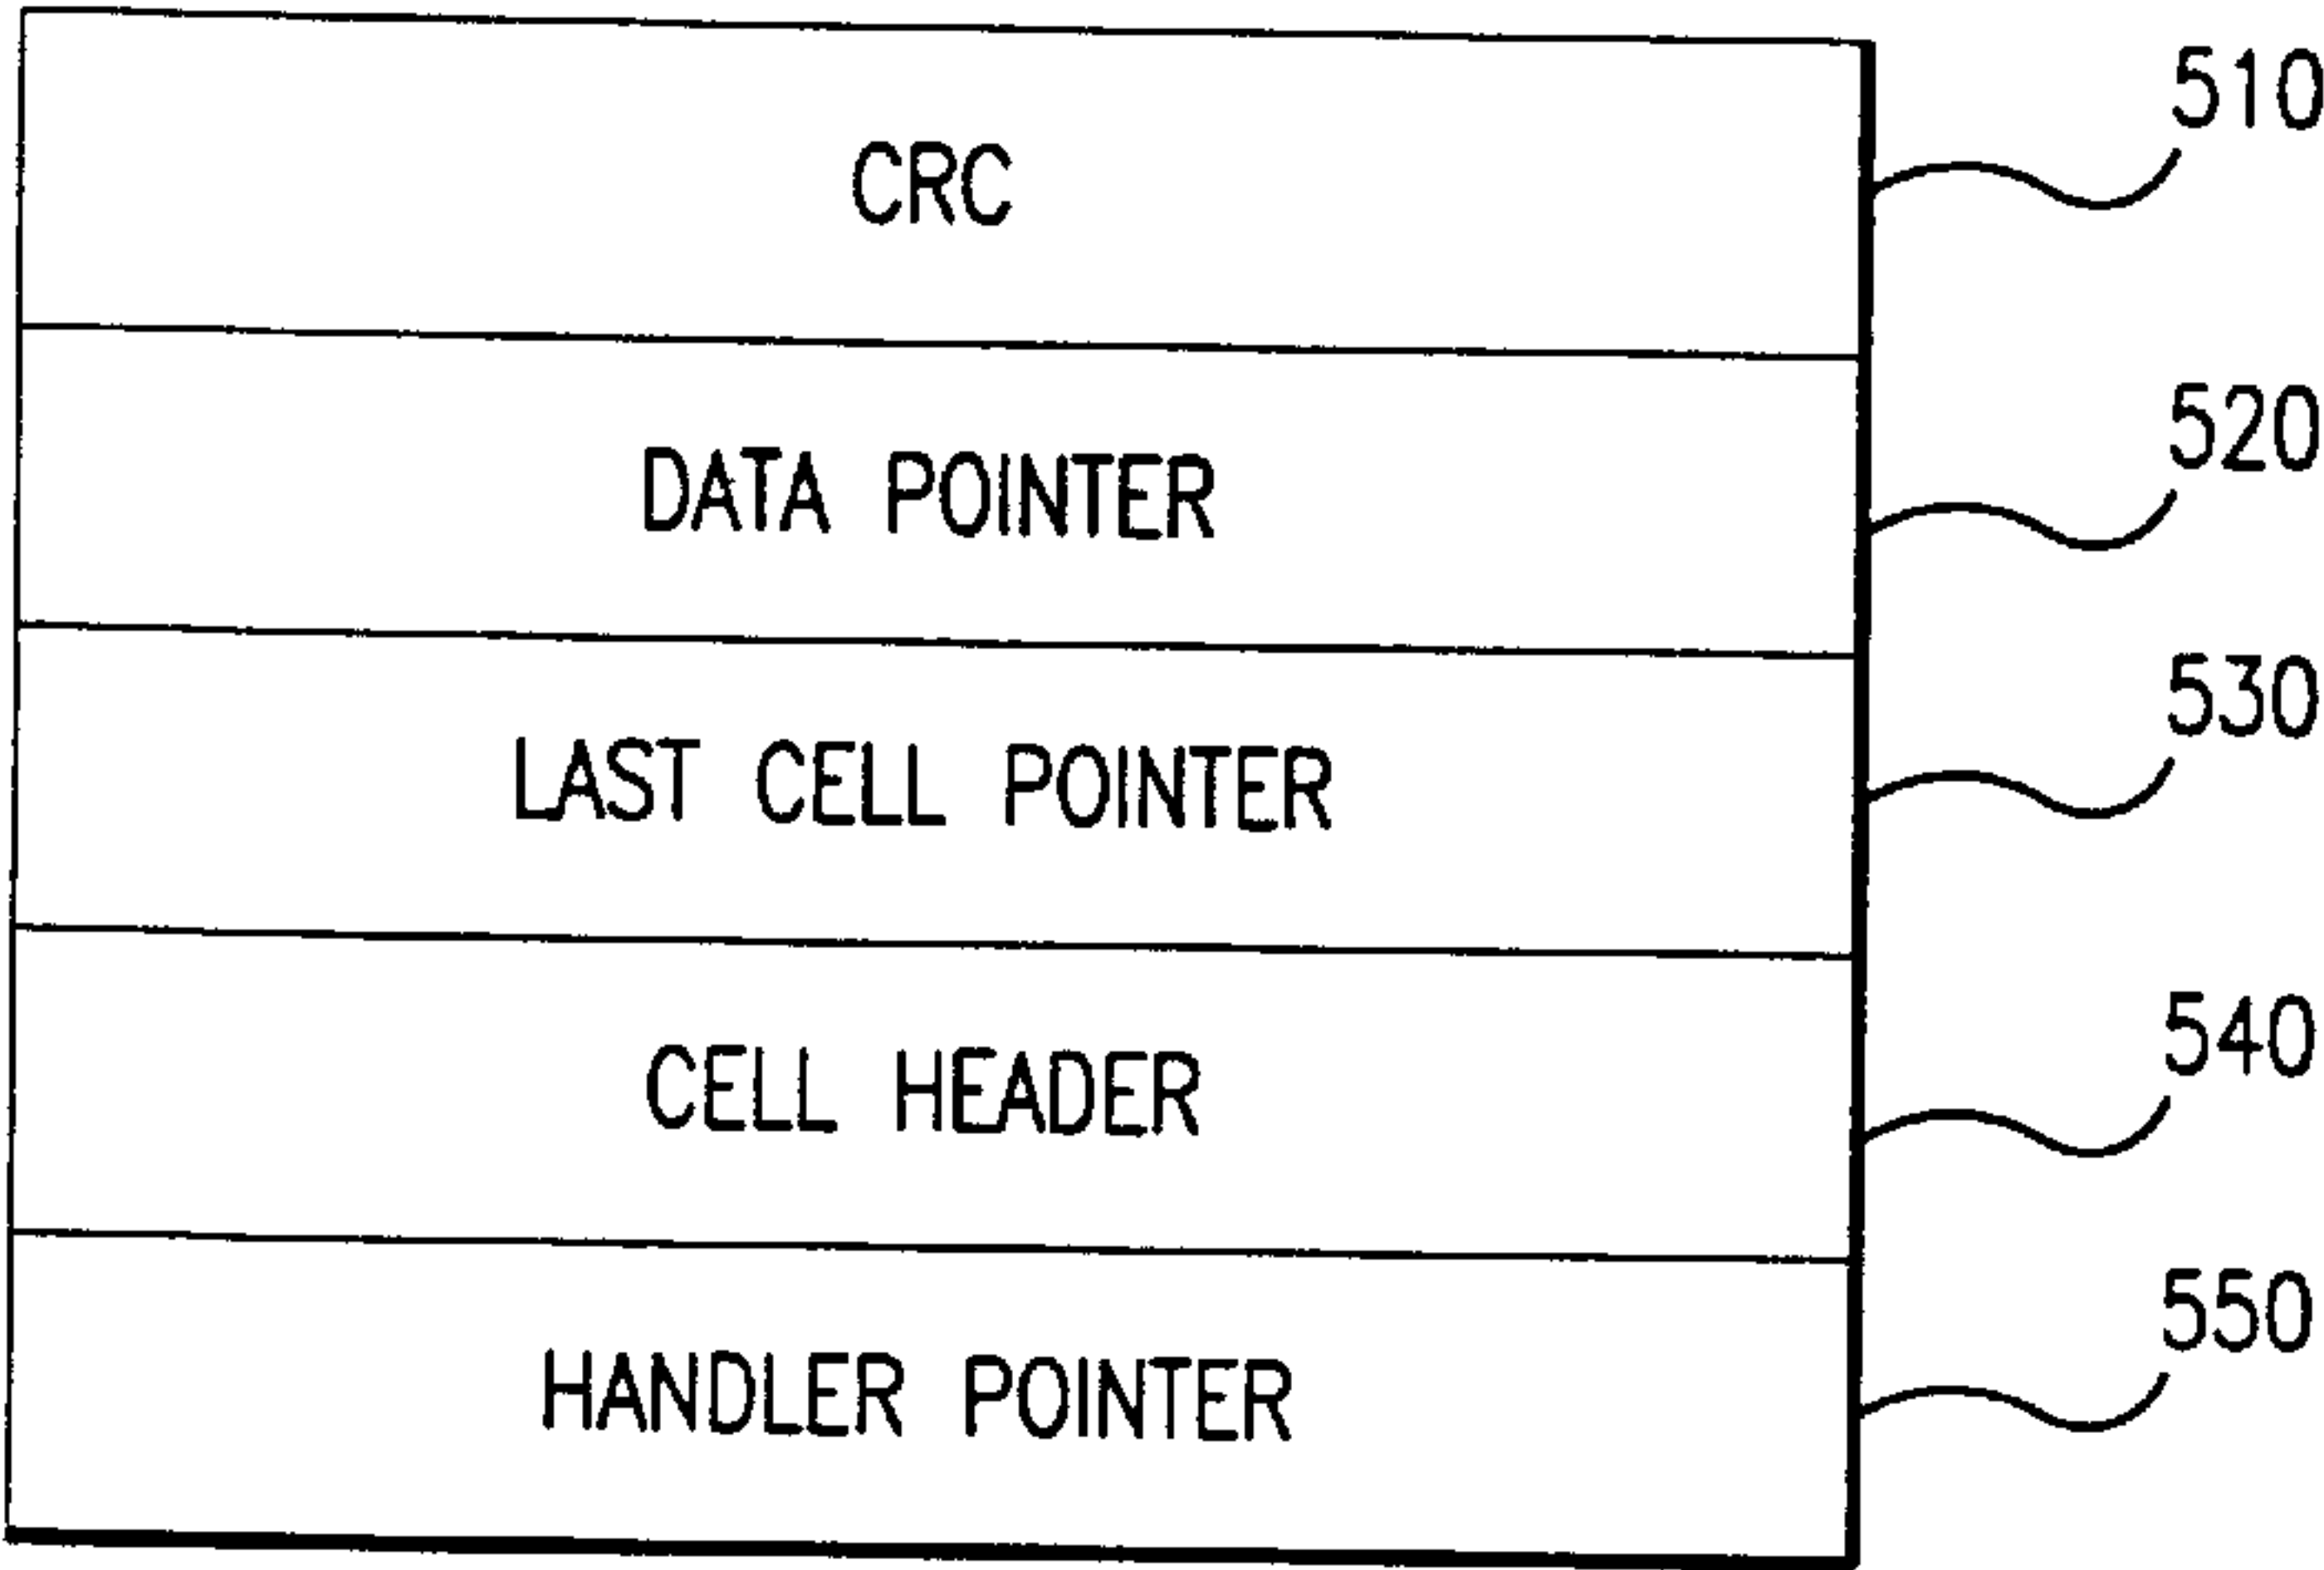 510
CRC
520
DATA POINTER
530
LAST CELL POINTER
540
CELL HEADER
550
HANDLER POINTER